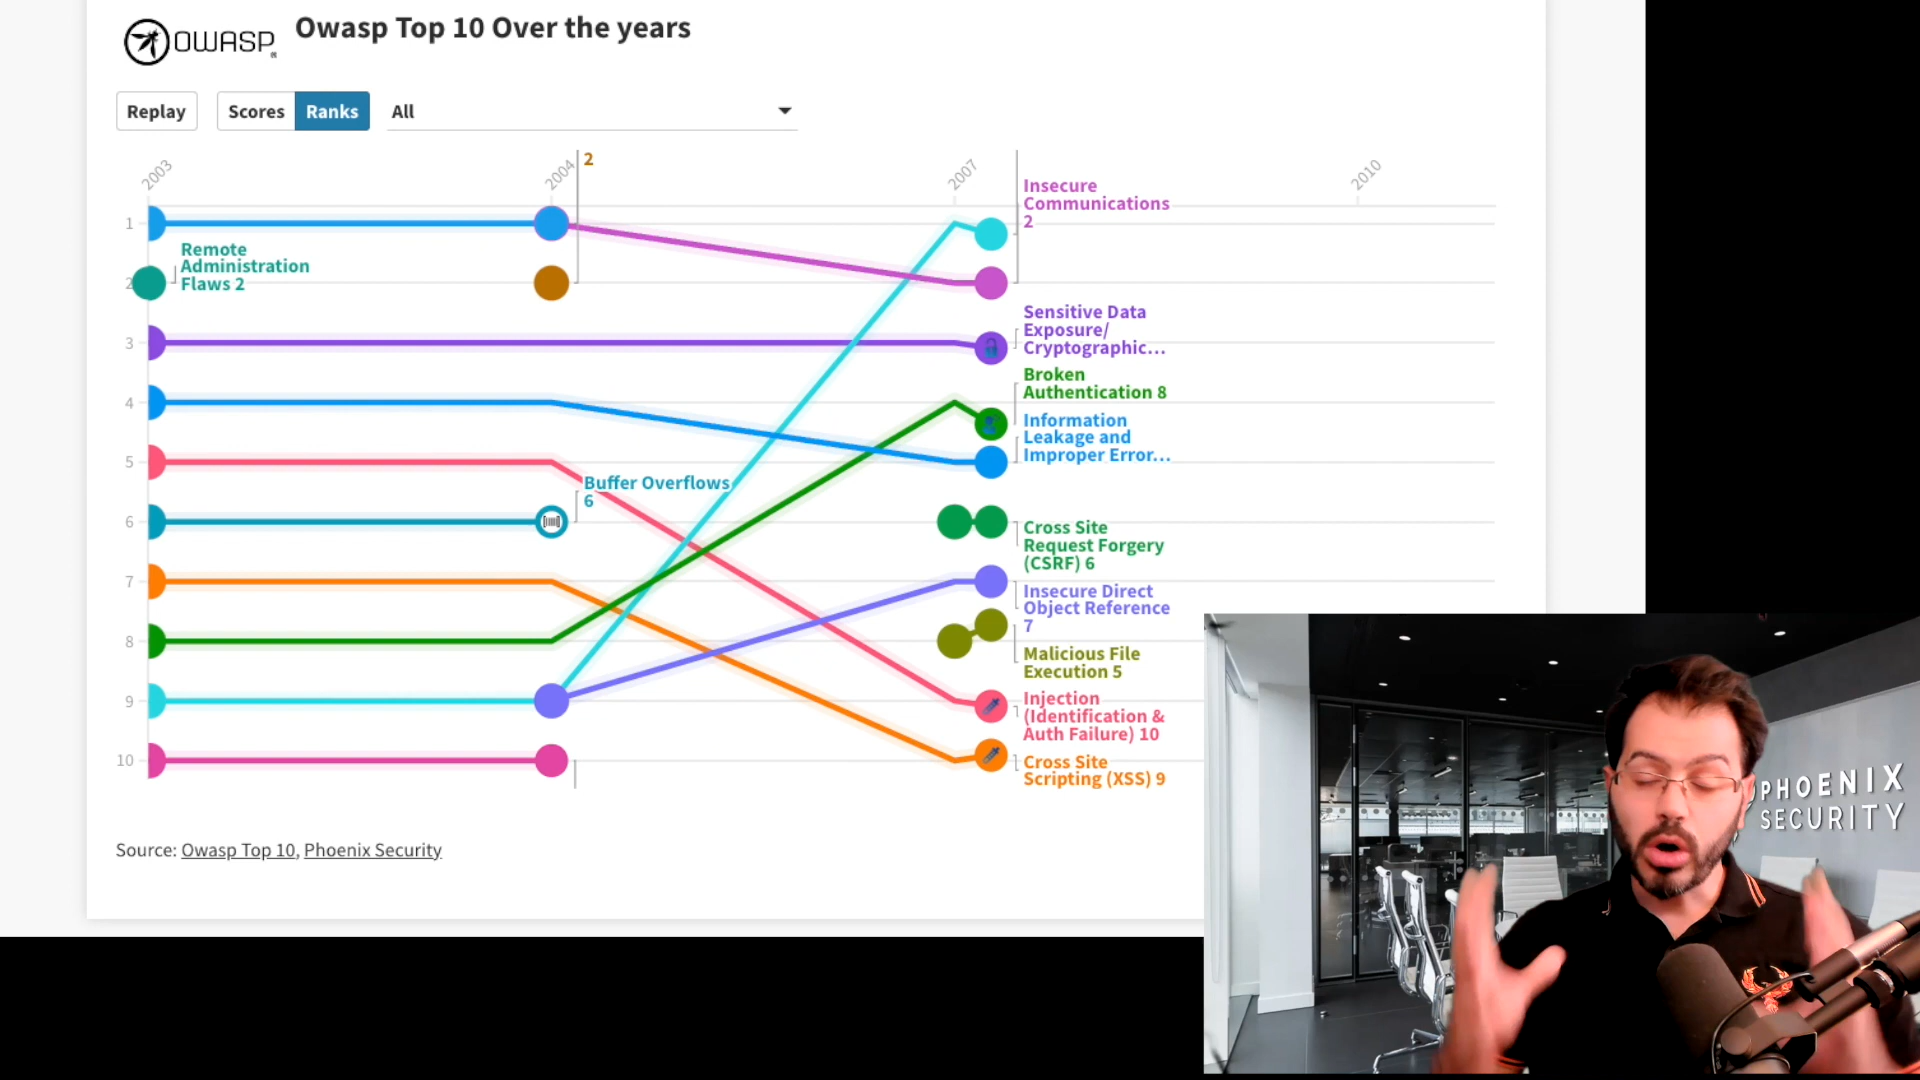 OWASP
Owasp Top 10 Over the years
Replay
Scores
Ranks
All
2003
2004
2
2007
2010
1
2
3
4
5
6
7
8
9
10
Remote
Administration
Flaws 2
Buffer Overflows
6
Insecure
Communications
2
Sensitive Data
Exposure/
Cryptographic...
Broken
Authentication 8
Information
Leakage and
Improper Error...
Cross Site
Request Forgery
(CSRF) 6
Insecure Direct
Object Reference
7
Malicious File
Execution 5
Injection
(Identification &
Auth Failure) 10
Cross Site
Scripting (XSS) 9
Source: Owasp Top 10, Phoenix Security
PHOENIX
SECURITY